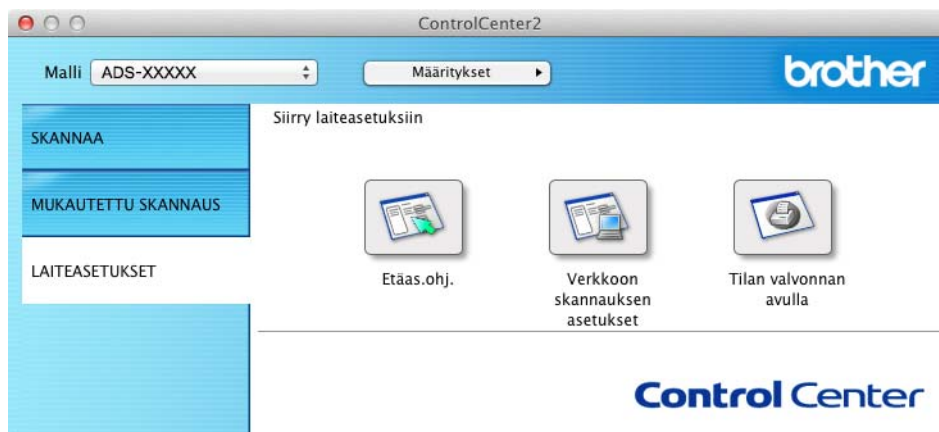 ControlCenter2
Malli ADS-XXXXX Määritykset brother
SKANNAA
MUKAUTETTU SKANNAUS
LAITEASETUKSET
Siirry laiteasetuksiin
Etäas.ohj.
Verkkoon
skannauksen
asetukset
Tilan valvonnan
avulla
Control Center